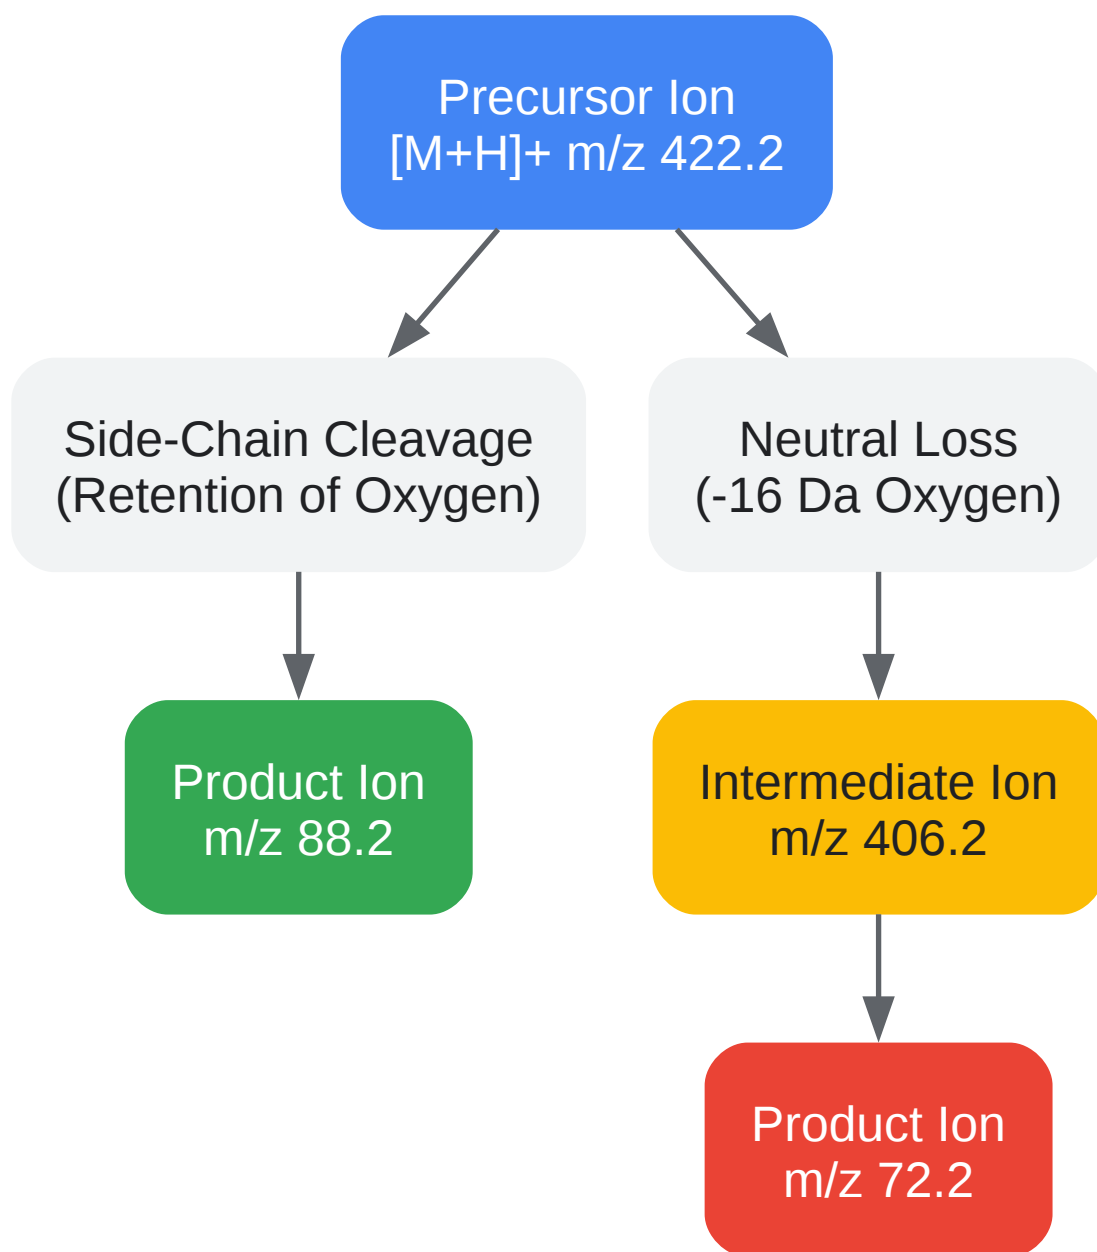 Precursor Ion
[M+H]+ m/z 422.2
Side-Chain Cleavage
(Retention of Oxygen)
Neutral Loss
(-16 Da Oxygen)
Product Ion
m/z 88.2
Intermediate Ion
m/z 406.2
Product Ion
m/z 72.2